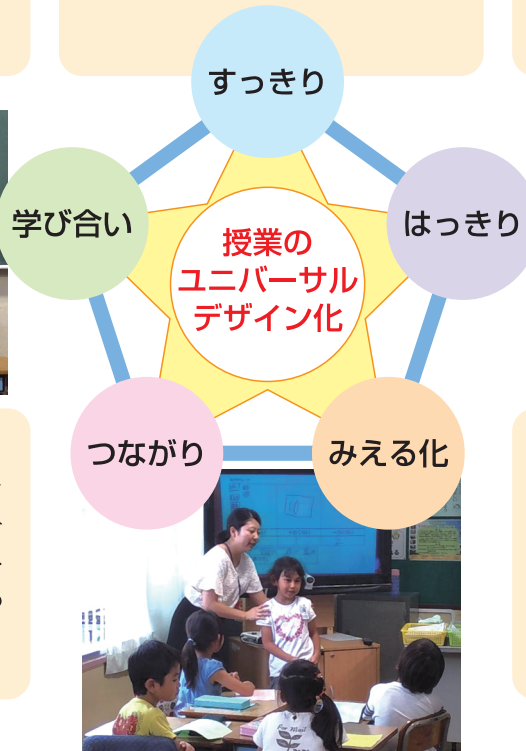 すっきり
学び合い
はっきり
授業の
ユニバーサル
デザイン化
つながり
みえる化